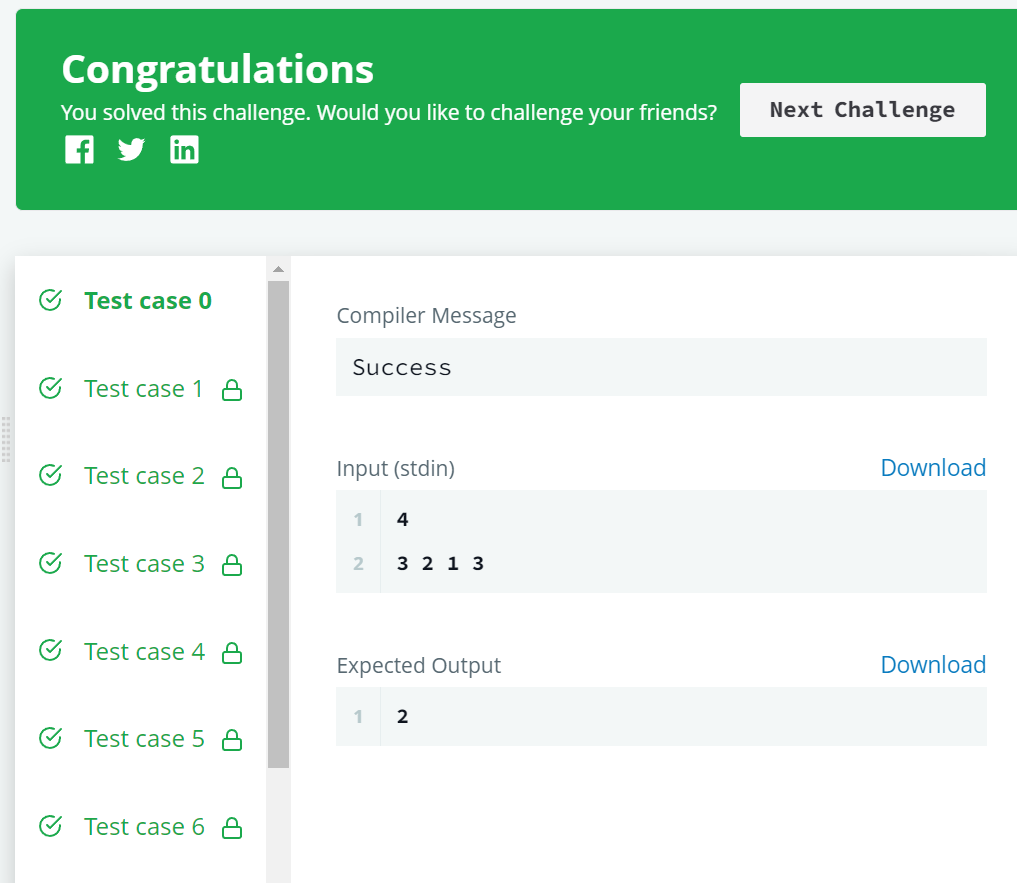 Congratulations
You solved this challenge. Would you like to challenge your friends?
Next Challenge
Test case 0
Test case 1
Test case 2
Test case 3
Test case 4
Test case 5
Test case 6
Compiler Message
Success
Input (stdin)
Download
1 4
2 3 2 1 3
Expected Output
Download
1 2